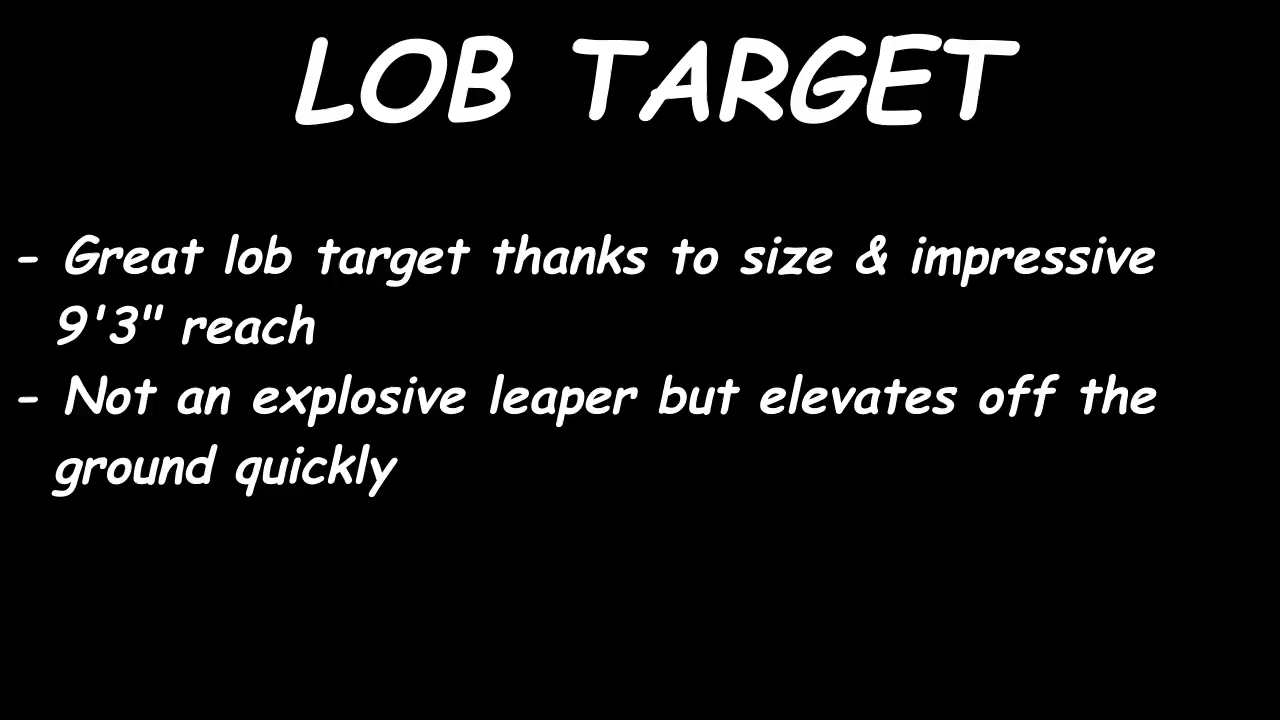 LOB TARGET
- Great lob target thanks to size & impressive
9'3" reach
- Not an explosive leaper but elevates off the
ground quickly